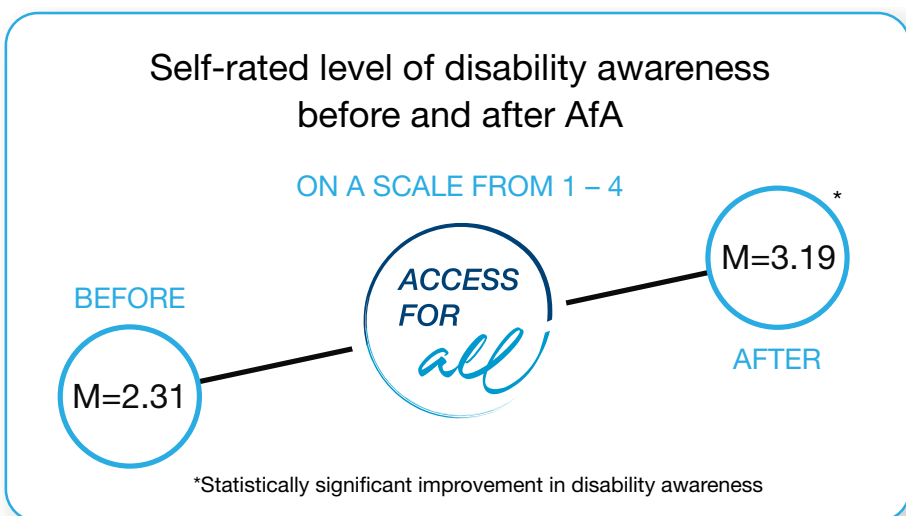 Self-rated level of disability awareness
before and after AfA
ON A SCALE FROM 1 – 4
*
M=3.19
ACCESS
FOR
all
BEFORE
AFTER
M=2.31
*Statistically significant improvement in disability awareness